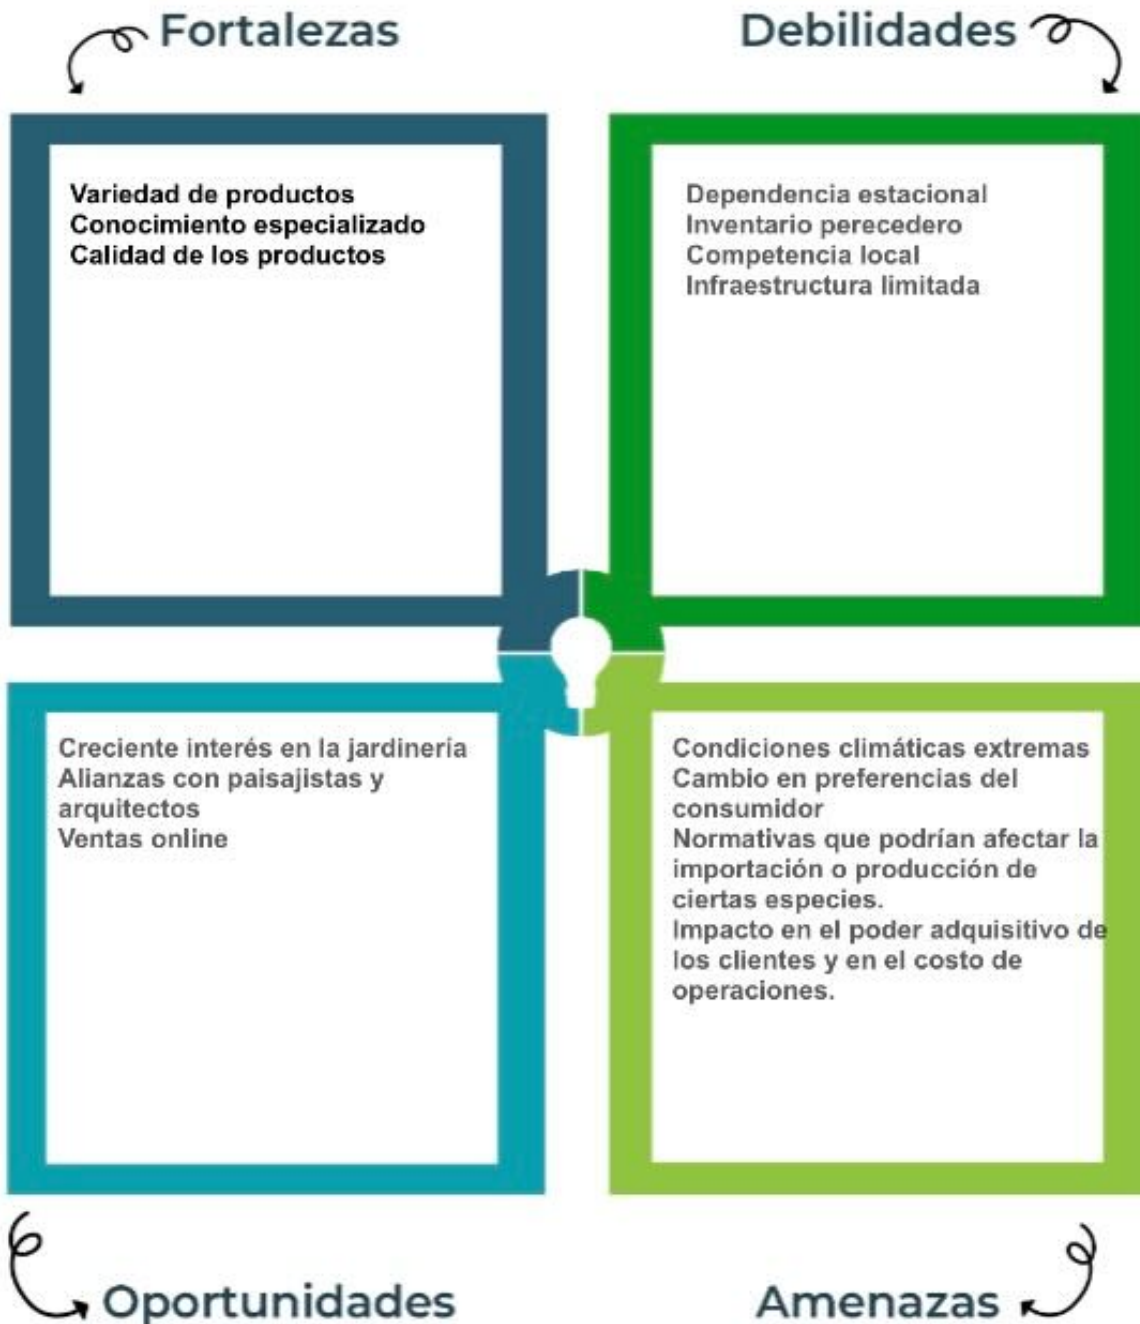 Fortalezas
Debilidades
Variedad de productos
Conocimiento especializado
Calidad de los productos
Dependencia estacional
Inventario perecedero
Competencia local
Infraestructura limitada
Creciente interés en la jardinería
Alianzas con paisajistas y
arquitectos
Ventas online
Condiciones climáticas extremas
Cambio en preferencias del
consumidor
Normativas que podrían afectar la
importación o producción de
ciertas especies.
Impacto en el poder adquisitivo de
los clientes y en el costo de
operaciones.
Oportunidades
Amenazas